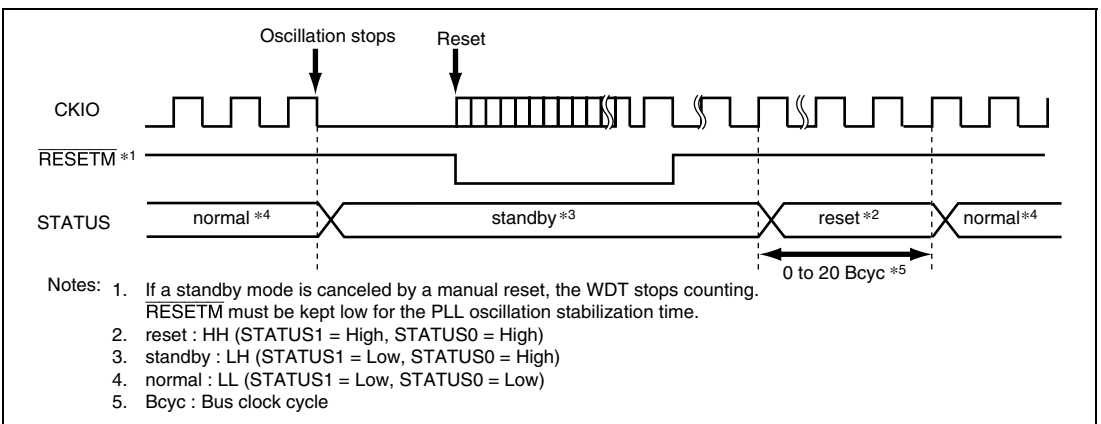 Oscillation stops Reset
CKIO
RESETM *1
STATUS normal *4 standby *3 reset *2 normal*4
0 to 20 Bcyc *5
Notes: 1. If a standby mode is canceled by a manual reset, the WDT stops counting.
RESETM must be kept low for the PLL oscillation stabilization time.
2. reset : HH (STATUS1 = High, STATUS0 = High)
3. standby : LH (STATUS1 = Low, STATUS0 = High)
4. normal : LL (STATUS1 = Low, STATUS0 = Low)
5. Bcyc : Bus clock cycle